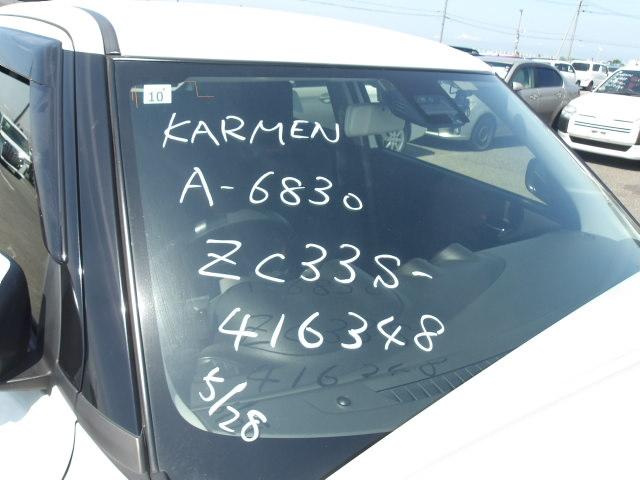 10
KARMEN
A-6830
ZC33S-
416348
5/28